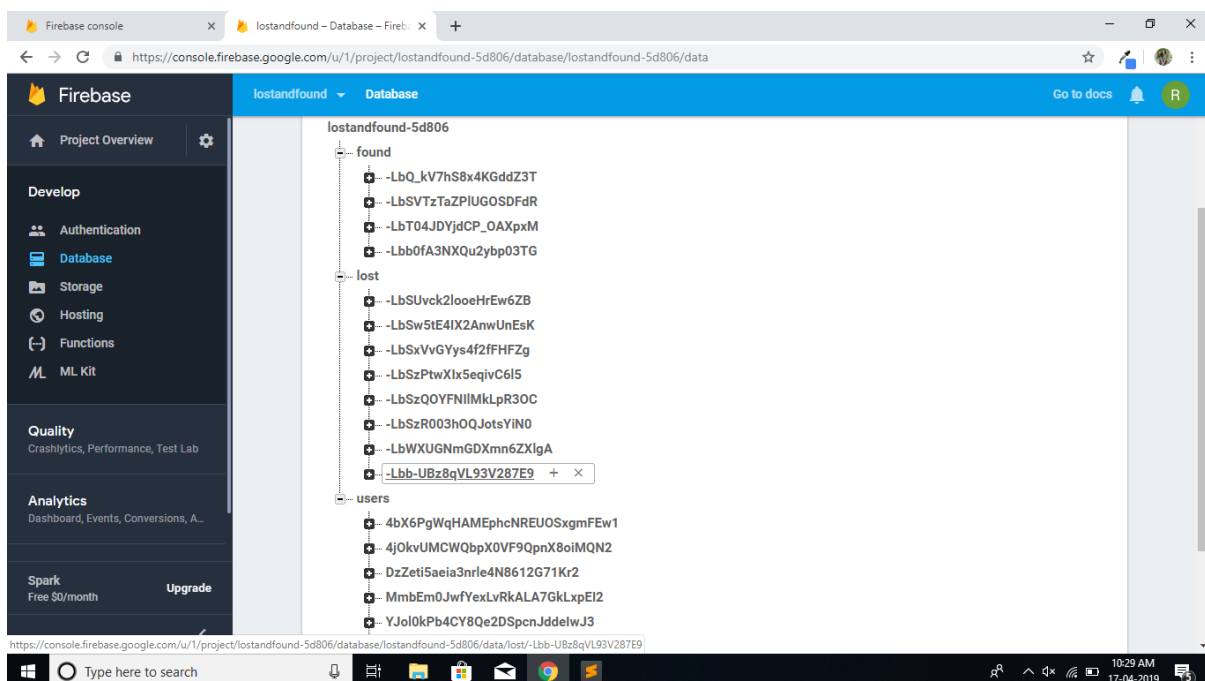 Firebase console
lostandfound – Database – Fireb
https://console.firebase.google.com/u/1/project/lostandfound-5d806/database/lostandfound-5d806/data
Firebase
lostandfound
Database
Go to docs
R
Project Overview
Develop
Authentication
Database
Storage
Hosting
Functions
ML Kit
Quality
Crashlytics, Performance, Test Lab
Analytics
Dashboard, Events, Conversions, A...
Spark
Free $0/month
Upgrade
lostandfound-5d806
found
-LbQ_kV7hS8x4KGddZ3T
-LbSVTzTaZPlUGOSDFdR
-LbT04JDYjdCP_OAXpxM
-Lbb0fA3NXQu2ybp03TG
lost
-LbSUvck2looeHrEw6ZB
-LbSw5tE4IX2AnwUnEsK
-LbSxVvGYys4f2fFHFZg
-LbSzPtwXIx5eqivC6l5
-LbSzQOYFNIlMkLpR3OC
-LbSzR003hOQJotsYiN0
-LbWXUGNmGDXmn6ZXlgA
-Lbb-UBz8qVL93V287E9
users
4bX6PgWqHAMEphcNREUOSxgmFEw1
4jOkvUMCWQbpX0VF9QpnX8oiMQN2
DzZeti5aeia3nrle4N8612G71Kr2
MmbEm0JwfYexLvRkALA7GkLxpEI2
YJol0kPb4CY8Qe2DSpcnJddelwJ3
https://console.firebase.google.com/u/1/project/lostandfound-5d806/database/lostandfound-5d806/data/lost/-Lbb-UBz8qVL93V287E9
Type here to search
10:29 AM
17-04-2019
5